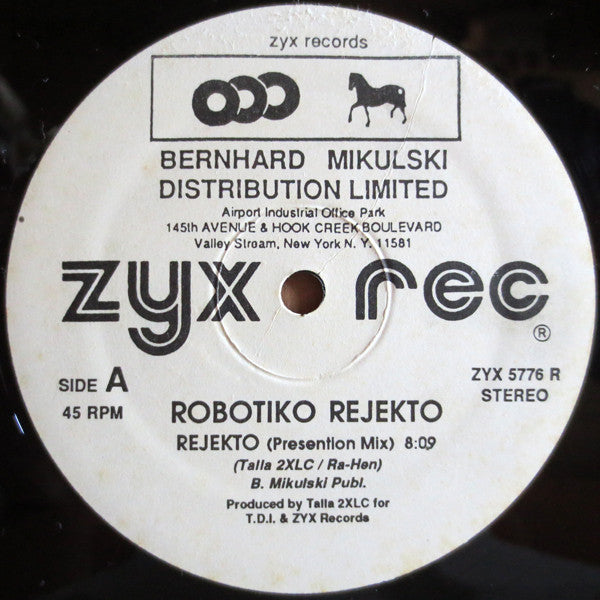 zyx records
BERNHARD MIKULSKI
DISTRIBUTION LIMITED
Airport Industrial Office Park
145th AVENUE & HOOK CREEK BOULEVARD
Valley Stroam, New York N. Y. 11581
zyx rec
®
SIDE A
45 RPM
ZYX 5776 R
STEREO
ROBOTIKO REJEKTO
REJEKTO (Presention Mix) 8:09
(Talla 2XLC / Ra-Hen)
B. Mikulski Publ.
Produced by Talla 2XLC for
T.D.I. & ZYX Records